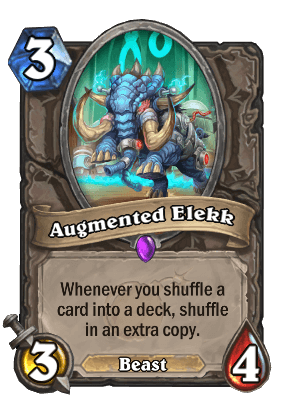 3
Augmented Elekk
Whenever you shuffle a
card into a deck, shuffle
in an extra copy.
3
Beast
4